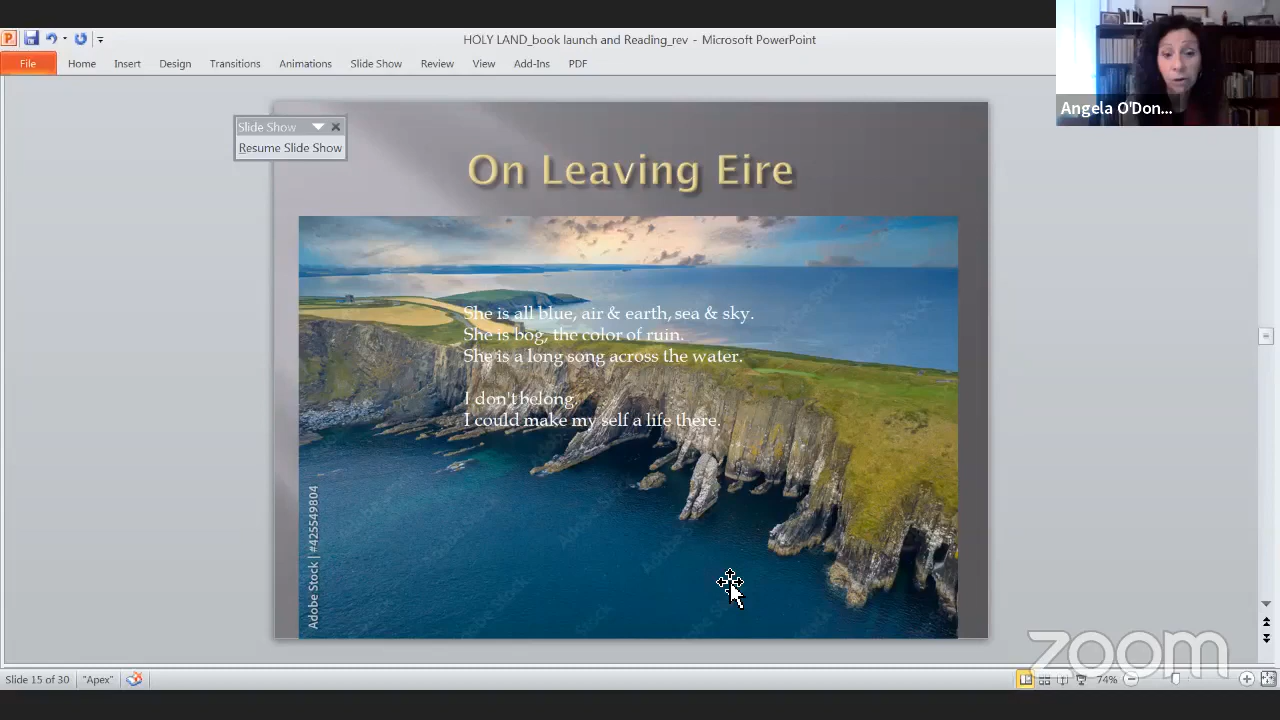 HOLY LAND_book launch and Reading_rev - Microsoft PowerPoint
File Home Insert Design Transitions Animations Slide Show Review View Add-Ins PDF
Angela O'Don...
Slide Show
Resume Slide Show
On Leaving Eire
She is all blue, air & earth, sea & sky.
She is bog, the color of ruin.
She is a long song across the water.
I don't belong.
I could make my self a life there.
Adobe Stock | #425549804
zoom
Slide 15 of 30 "Apex" 74%